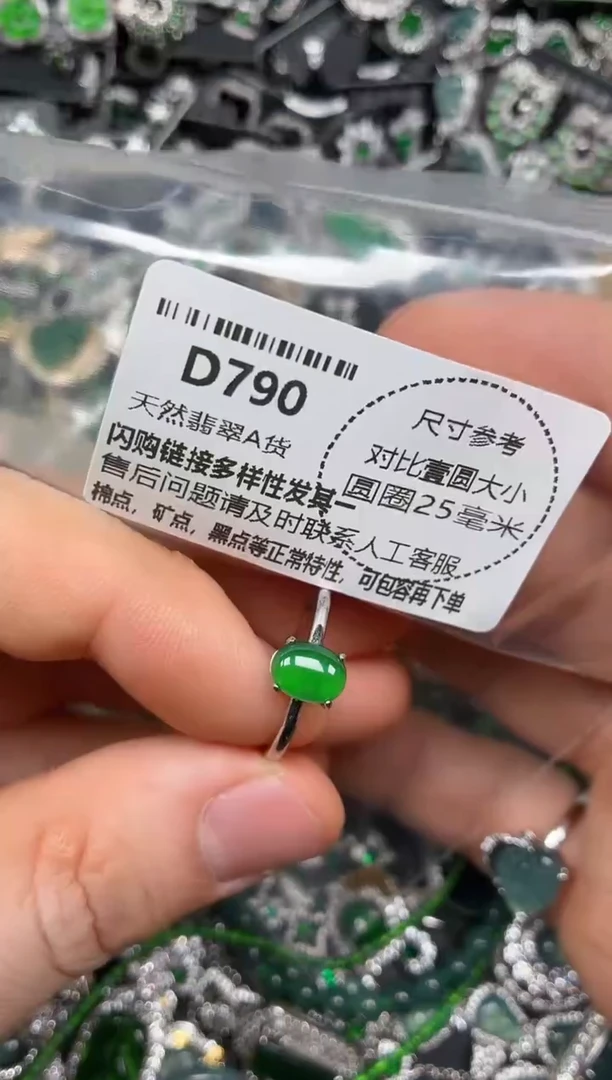 D790
天然翡翠A货
闪购链接多样性发其一
售后问题请及时联系人工客服
棉点，矿点，黑点等正常特性，可包容再下单
尺寸参考
对比壹圆大小
圆圈25毫米